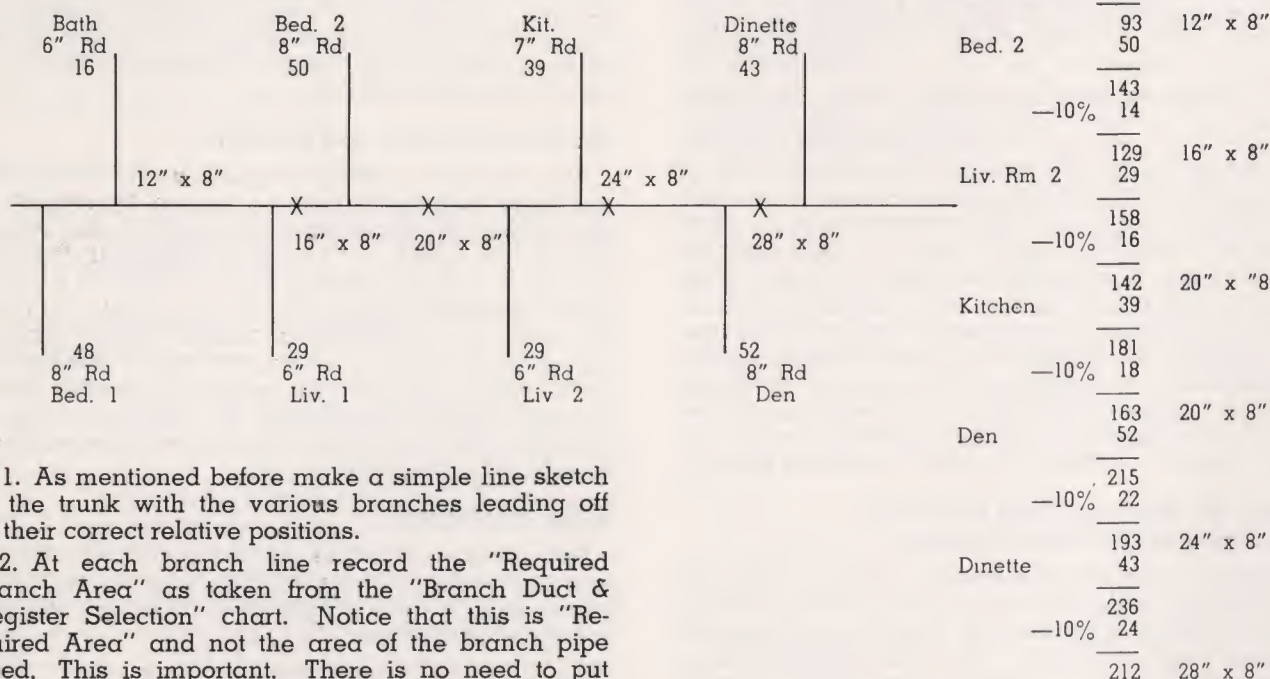 Bath
6" Rd
16
Bed. 2
8" Rd
50
Kit.
7" Rd
39
Dinette
8" Rd
43
12" x 8"
24" x 8"
16" x 8"
20" x 8"
28" x 8"
48
8" Rd
Bed. 1
29
6" Rd
Liv. 1
29
6" Rd
Liv 2
52
8" Rd
Den
1. As mentioned before make a simple line sketch
the trunk with the various branches leading off
their correct relative positions.
2. At each branch line record the "Required
Area" as taken from the "Branch Duct &
Selection" chart. Notice that this is "Re-
Area" and not the area of the branch pipe
This is important. There is no need to put
93 12" x 8"
Bed. 2 50
143
—10% 14
129 16" x 8"
Liv. Rm 2 29
158
—10% 16
142 20" x "8
Kitchen 39
181
—10% 18
163 20" x 8"
Den 52
215
—10% 22
193 24" x 8"
Dinette 43
236
—10% 24
212 28" x 8"